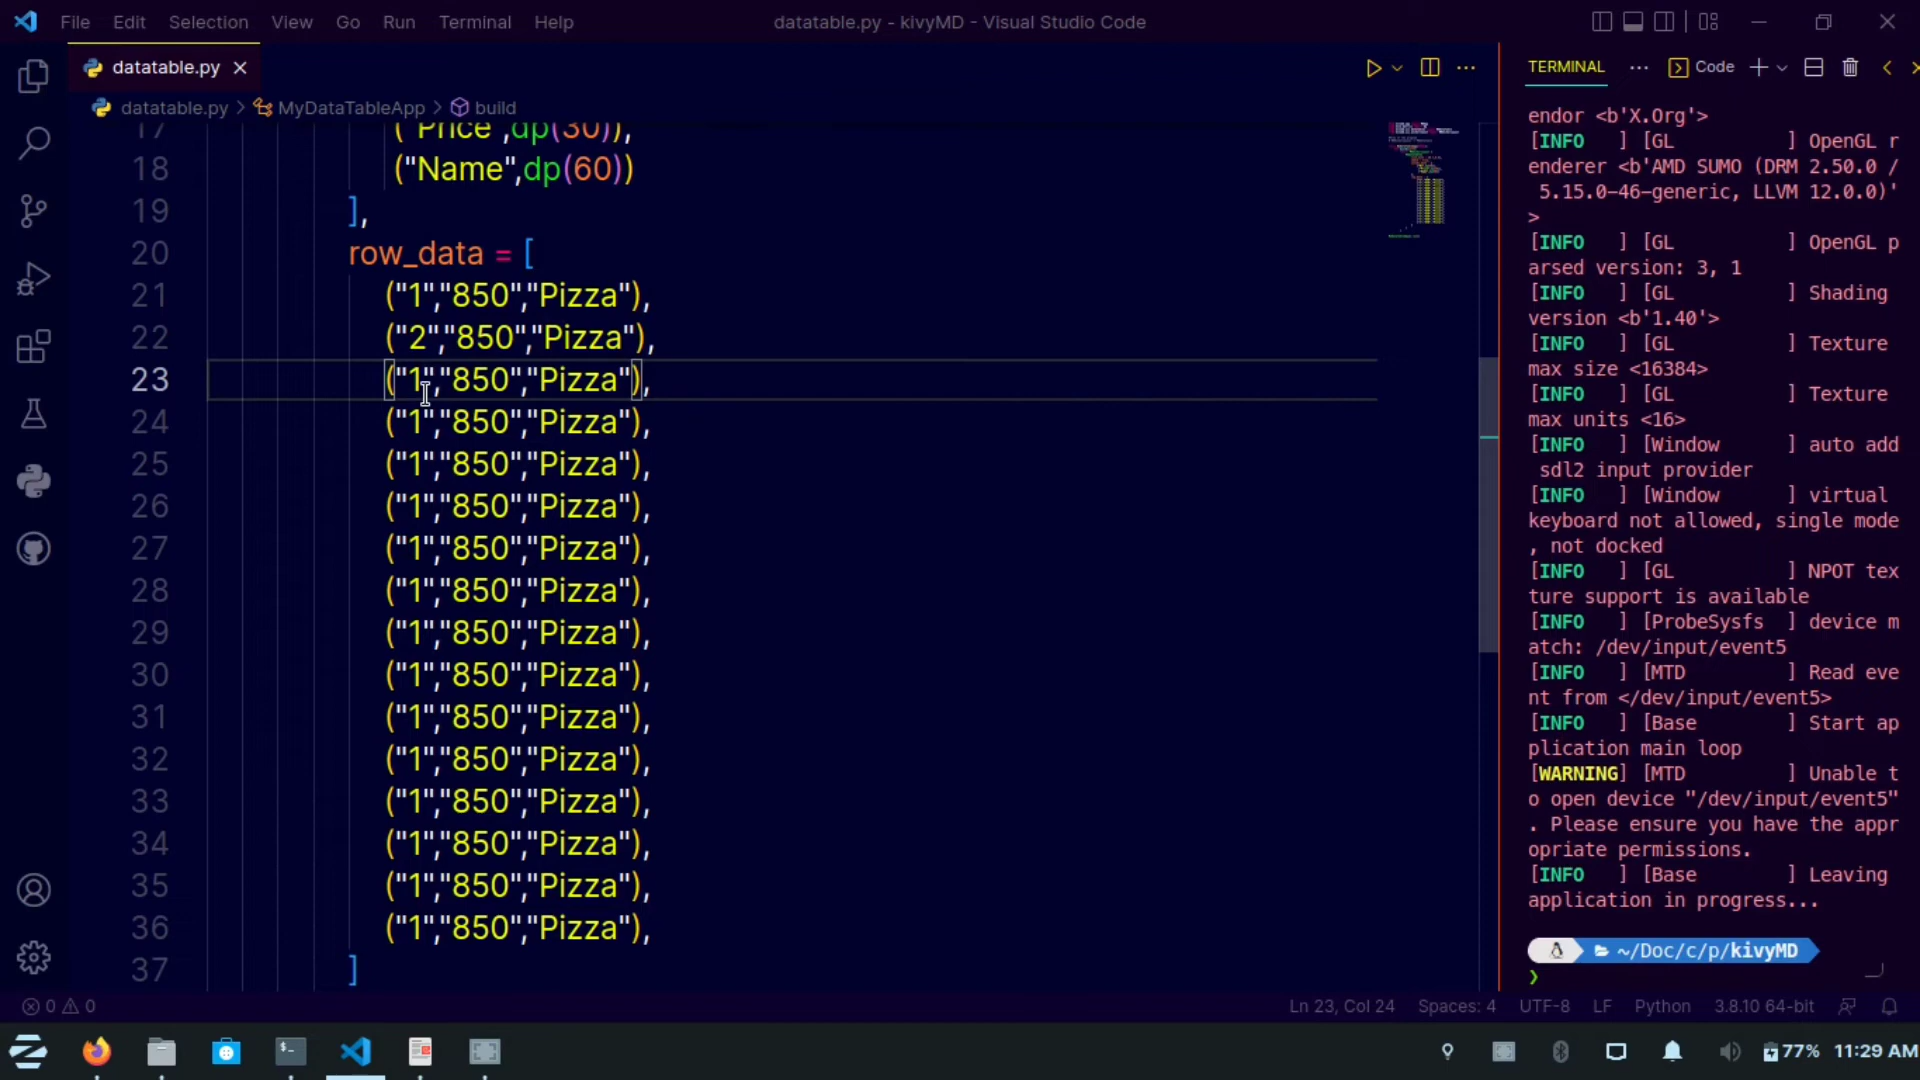 File Edit Selection View Go Run Terminal Help
datatable.py - kivyMD - Visual Studio Code
datatable.py
datatable.py > MyDataTableApp > build
17 ("Price",dp(30)),
18 ("Name",dp(60))
19 ],
20 row_data = [
21 ("1","850","Pizza"),
22 ("2","850","Pizza"),
23 ("1","850","Pizza"),
24 ("1","850","Pizza"),
25 ("1","850","Pizza"),
26 ("1","850","Pizza"),
27 ("1","850","Pizza"),
28 ("1","850","Pizza"),
29 ("1","850","Pizza"),
30 ("1","850","Pizza"),
31 ("1","850","Pizza"),
32 ("1","850","Pizza"),
33 ("1","850","Pizza"),
34 ("1","850","Pizza"),
35 ("1","850","Pizza"),
36 ("1","850","Pizza"),
37 ]
TERMINAL ... Code
endor <b'X.Org'>
[INFO ] [GL ] OpenGL r
enderer <b'AMD SUMO (DRM 2.50.0 /
5.15.0-46-generic, LLVM 12.0.0)'
>
[INFO ] [GL ] OpenGL p
arsed version: 3, 1
[INFO ] [GL ] Shading
version <b'1.40'>
[INFO ] [GL ] Texture
max size <16384>
[INFO ] [GL ] Texture
max units <16>
[INFO ] [Window ] auto add
sdl2 input provider
[INFO ] [Window ] virtual
keyboard not allowed, single mode
, not docked
[INFO ] [GL ] NPOT tex
ture support is available
[INFO ] [ProbeSysfs ] device m
atch: /dev/input/event5
[INFO ] [MTD ] Read eve
nt from </dev/input/event5>
[INFO ] [Base ] Start ap
plication main loop
[WARNING] [MTD ] Unable t
o open device "/dev/input/event5"
. Please ensure you have the appr
opriate permissions.
[INFO ] [Base ] Leaving
application in progress...
~/Doc/c/p/kivyMD
❯
0 0
Ln 23, Col 24 Spaces: 4 UTF-8 LF Python 3.8.10 64-bit
77% 11:29 AM